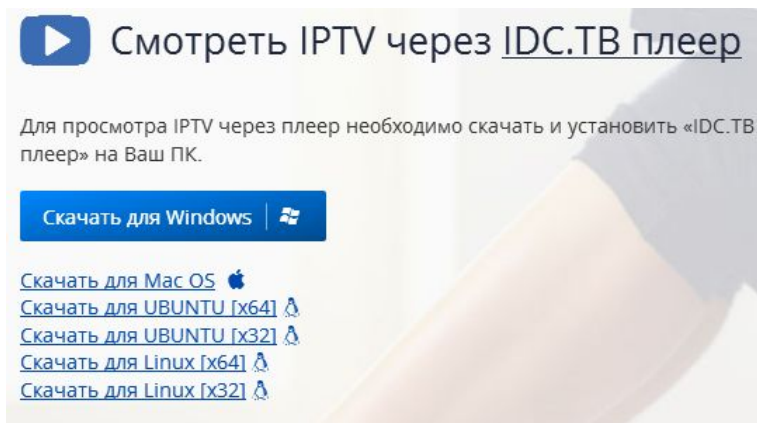 Смотреть IPTV через IDC.ТВ плеер
Для просмотра IPTV через плеер необходимо скачать и установить «IDC.ТВ
плеер» на Ваш ПК.
Скачать для Windows
Скачать для Mac OS
Скачать для UBUNTU [x64]
Скачать для UBUNTU [x32]
Скачать для Linux [x64]
Скачать для Linux [x32]